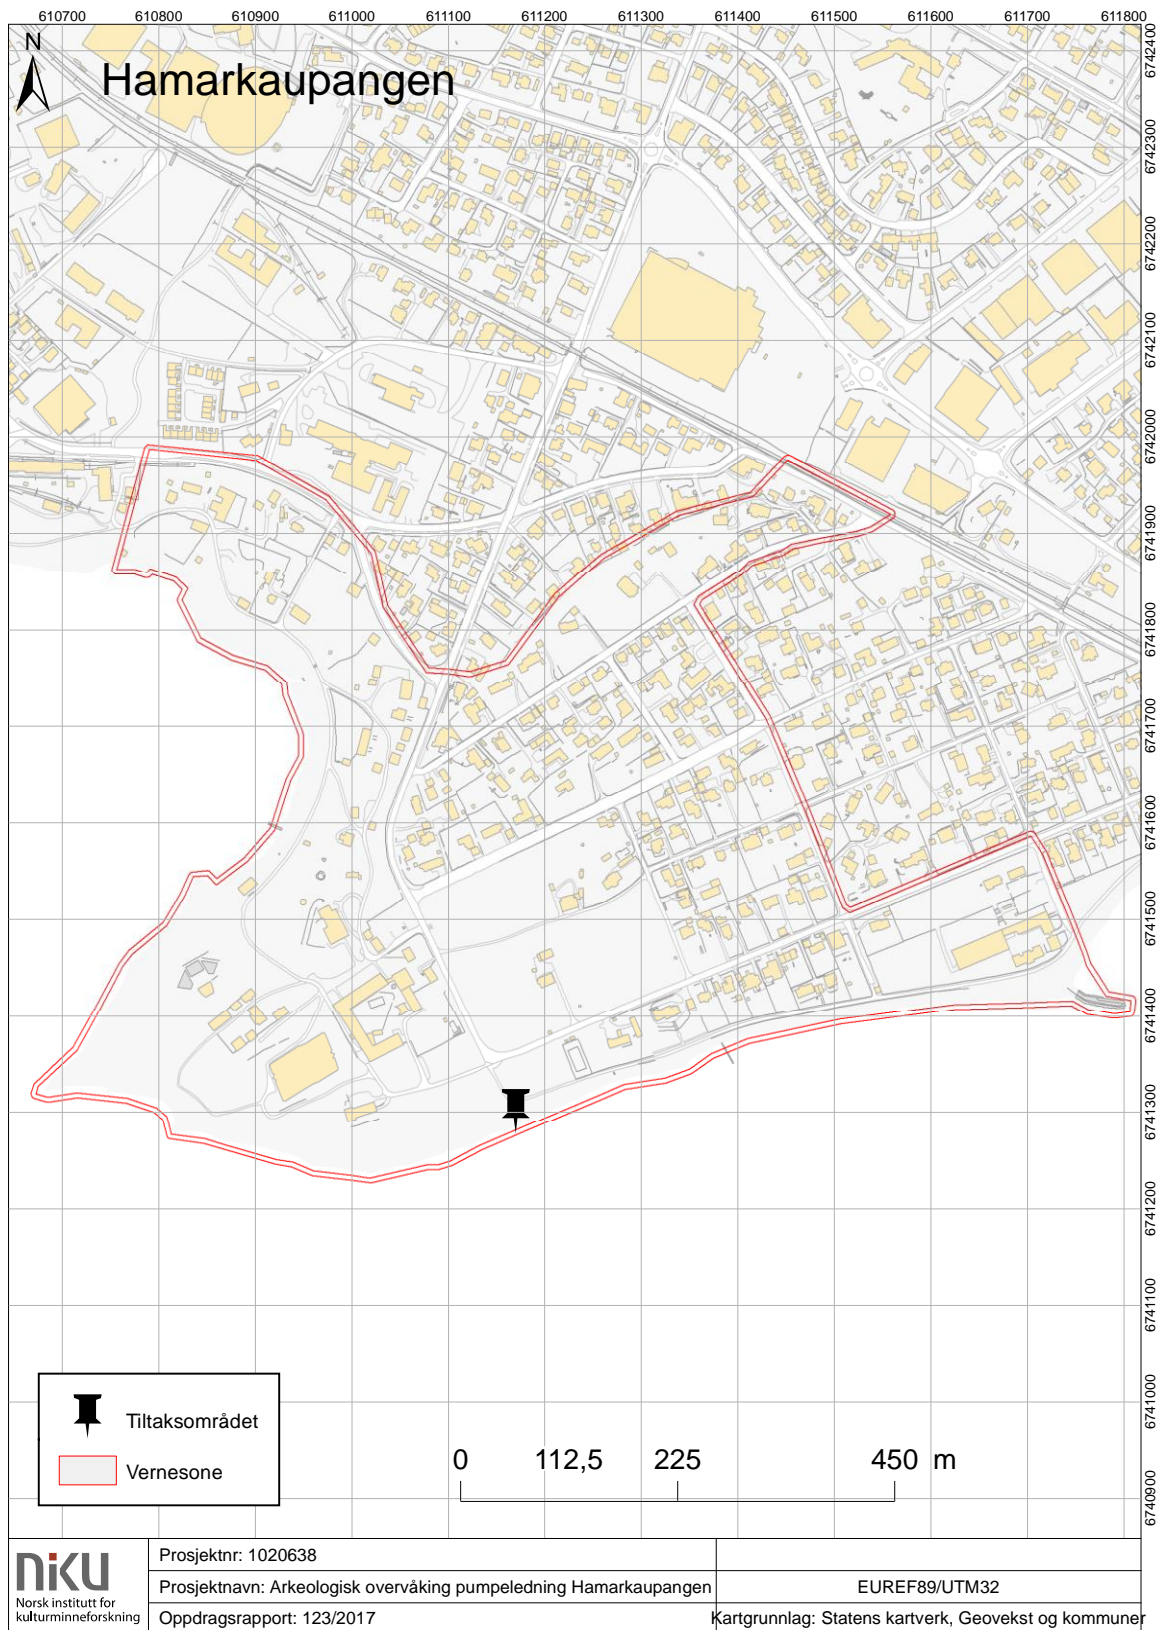 610700 610800 610900 611000 611100 611200 611300 611400 611500 611600 611700 611800
N
Hamarkaupangen
6742400
6742300
6742200
6742100
6742000
6741900
6741800
6741700
6741600
6741500
6741400
6741300
6741200
6741100
6741000
6740900
Tiltaksområdet
Vernesone
0 112,5 225 450 m
niku
Norsk institutt for
kulturminneforskning
Prosjektnr: 1020638
Prosjektnavn: Arkeologisk overvåking pumpeledning Hamarkaupangen
EUREF89/UTM32
Oppdragsrapport: 123/2017
Kartgrunnlag: Statens kartverk, Geovekst og kommuner